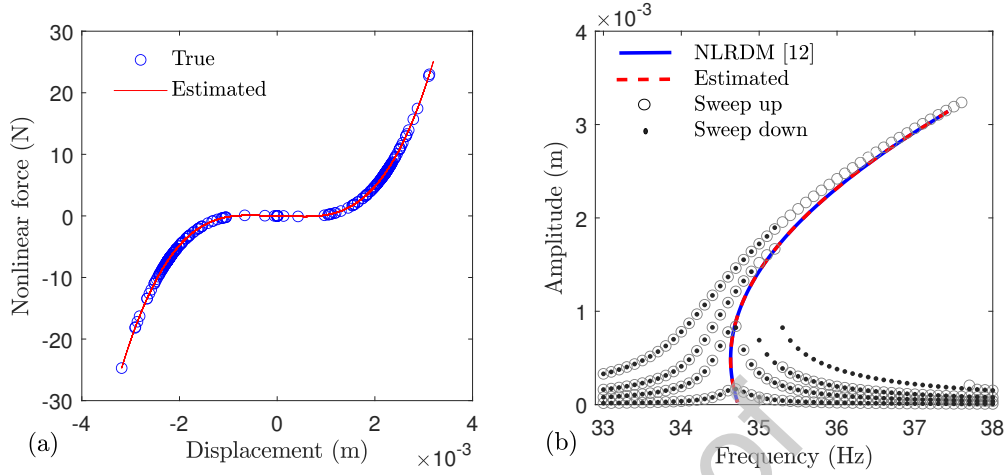 30
20
10
0
-10
-20
-30
-4
-2
0
2
4
×10⁻³
Nonlinear force (N)
Displacement (m)
(a)
True
Estimated
×10⁻³
4
3
2
1
0
33
34
35
36
37
38
Amplitude (m)
Frequency (Hz)
(b)
NLRDM [12]
Estimated
Sweep up
Sweep down